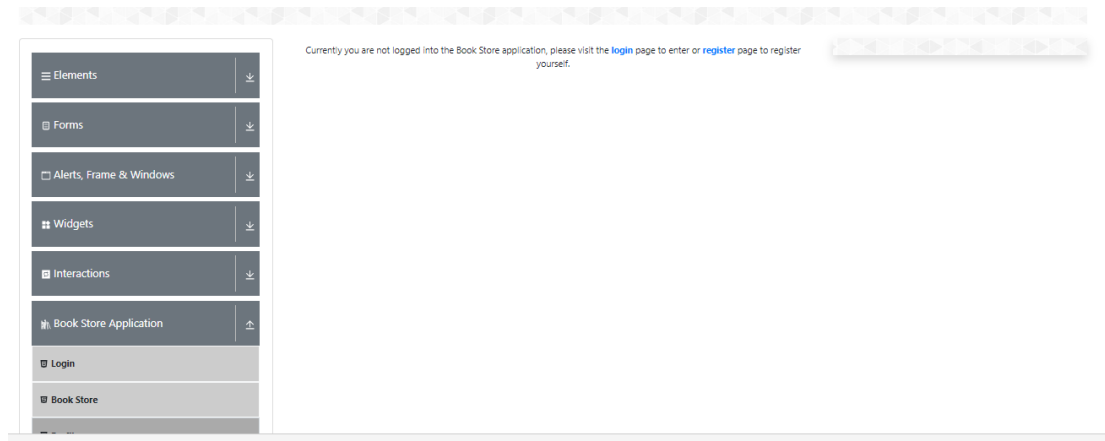 Elements
Forms
Alerts, Frame & Windows
Widgets
Interactions
Book Store Application
Login
Book Store
Currently you are not logged into the Book Store application, please visit the login page to enter or register page to register
yourself.